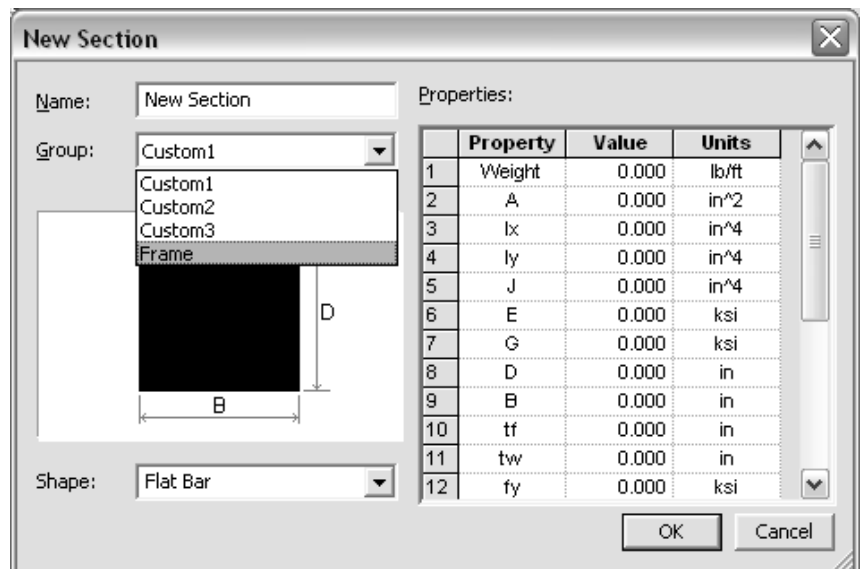 New Section
Name: New Section
Group: Custom1
Custom1
Custom2
Custom3
Frame
D
B
Shape: Flat Bar
Properties:
Property Value Units
1 Weight 0.000 lb/ft
2 A 0.000 in^2
3 Ix 0.000 in^4
4 Iy 0.000 in^4
5 J 0.000 in^4
6 E 0.000 ksi
7 G 0.000 ksi
8 D 0.000 in
9 B 0.000 in
10 tf 0.000 in
11 tw 0.000 in
12 fy 0.000 ksi
OK Cancel